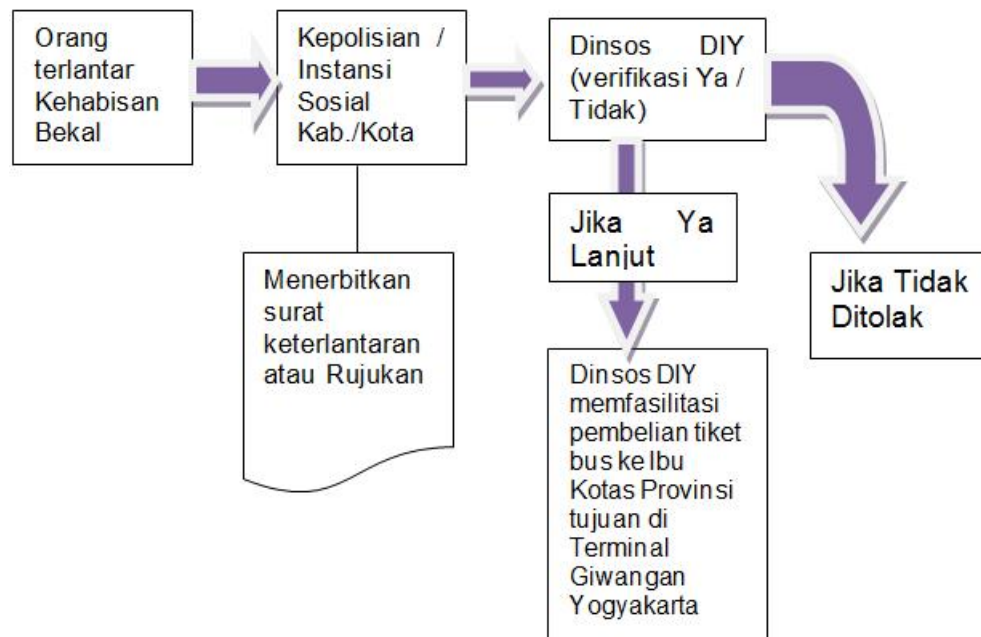 Orang
terlantar
Kehabisan
Bekal
Kepolisian /
Instansi
Sosial
Kab./Kota
Dinsos DIY
(verifikasi Ya /
Tidak)
Jika Ya
Lanjut
Jika Tidak
Ditolak
Menerbitkan
surat
keterlantaran
atau Rujukan
Dinsos DIY
memfasilitasi
pembelian tiket
bus ke Ibu
Kotas Provinsi
tujuan di
Terminal
Giwangan
Yogyakarta